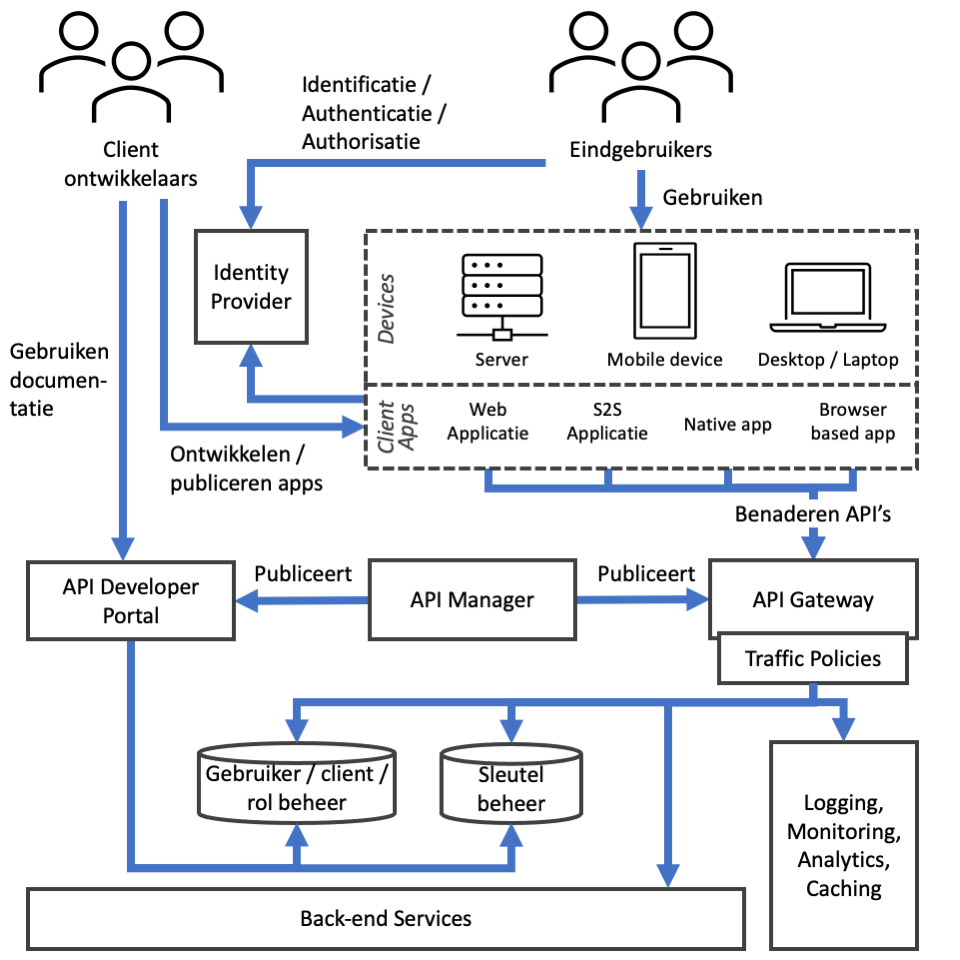 Identificatie /
Authenticatie /
Authorisatie
Client
ontwikkelaars
Eindgebruikers
Gebruiken
Identity
Provider
Devices
Server
Mobile device
Desktop / Laptop
Gebruiken
documen-
tatie
Client
Apps
Web
Applicatie
S2S
Applicatie
Native app
Browser
based app
Ontwikkelen /
publiceren apps
Benaderen API’s
API Developer
Portal
Publiceert
API Manager
Publiceert
API Gateway
Traffic Policies
Gebruiker / client /
rol beheer
Sleutel
beheer
Logging,
Monitoring,
Analytics,
Caching
Back-end Services